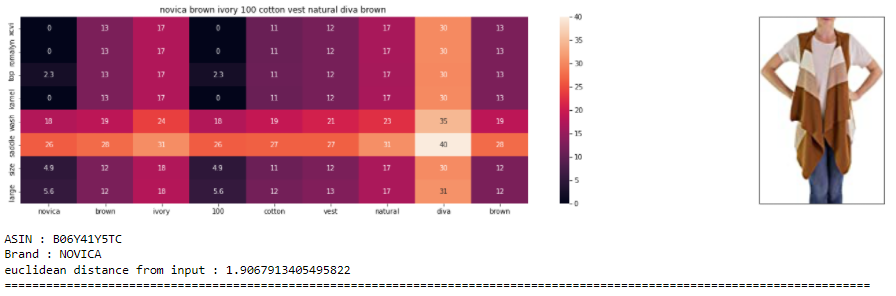 novica brown ivory 100 cotton vest natural diva brown
xcvi 0 13 17 0 11 12 17 30 13
romalyn 0 13 17 0 11 12 17 30 13
top 2.3 13 17 2.3 11 12 17 30 13
kamel 0 13 17 0 11 12 17 30 13
wash 18 19 24 18 19 21 23 35 19
saddle 26 28 31 26 27 27 31 40 28
size 4.9 12 18 4.9 11 12 17 30 12
large 5.6 12 18 5.6 12 13 17 31 12
novica brown ivory 100 cotton vest natural diva brown
40
35
30
25
20
15
10
5
0
ASIN : B06Y41Y5TC
Brand : NOVICA
euclidean distance from input : 1.9067913405495822